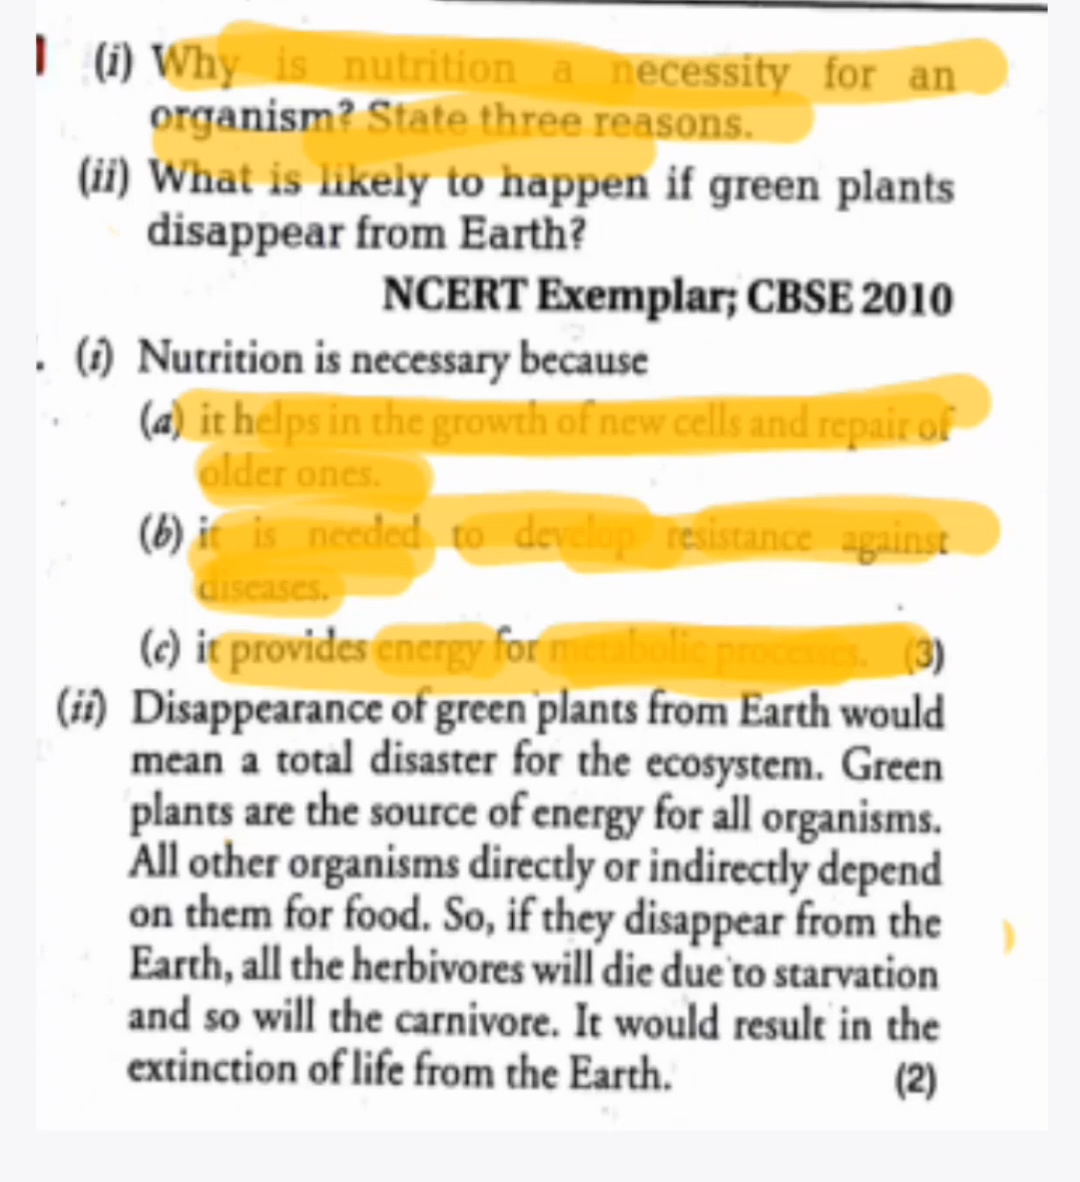 (i) Why is nutrition a necessity for an
organism? State three reasons.
(ii) What is likely to happen if green plants
disappear from Earth?
NCERT Exemplar; CBSE 2010
. (i) Nutrition is necessary because
(a) it helps in the growth of new cells and repair of
older ones.
(b) it is needed to develop resistance against
diseases.
(c) it provides energy for metabolic processes. (3)
(ii) Disappearance of green plants from Earth would
mean a total disaster for the ecosystem. Green
plants are the source of energy for all organisms.
All other organisms directly or indirectly depend
on them for food. So, if they disappear from the
Earth, all the herbivores will die due to starvation
and so will the carnivore. It would result in the
extinction of life from the Earth. (2)